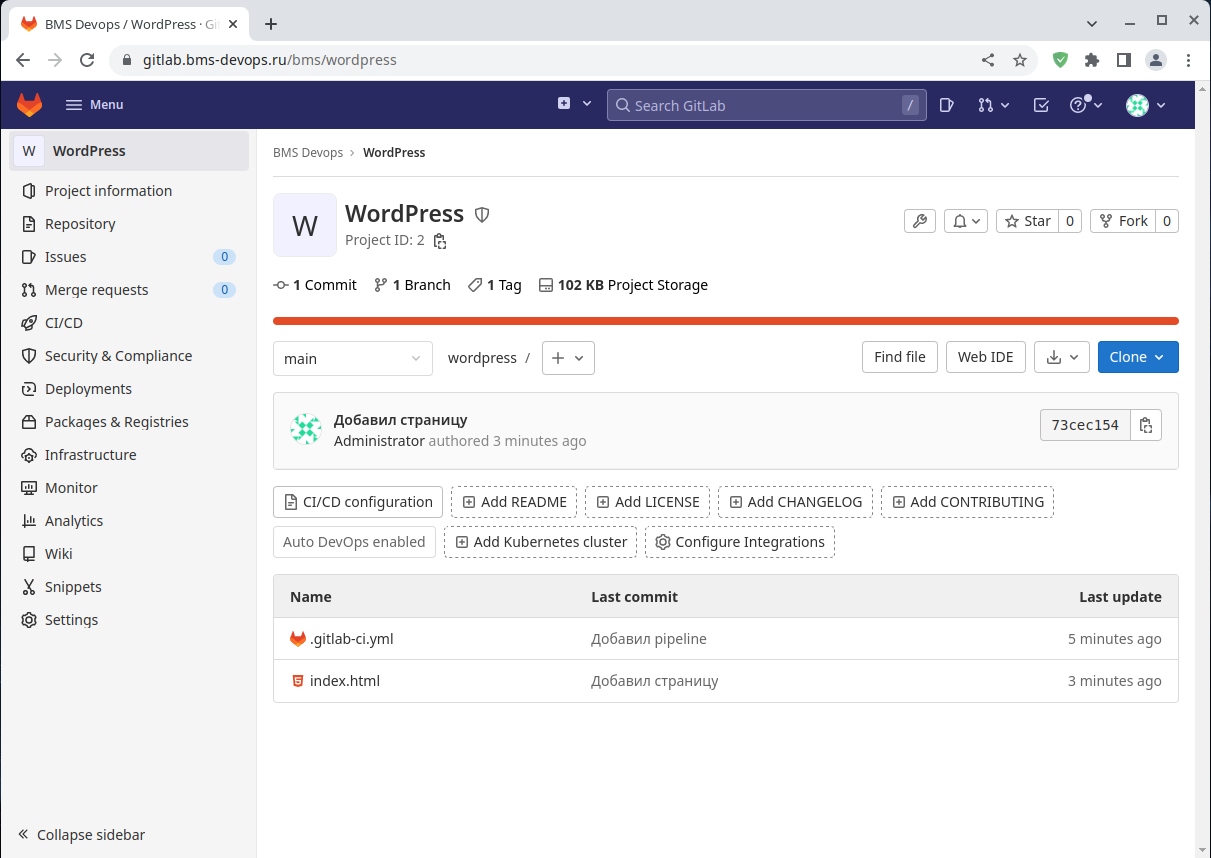 BMS Devops / WordPress · Git
gitlab.bms-devops.ru/bms/wordpress
Menu
Search GitLab /
W WordPress
Project information
Repository
Issues 0
Merge requests 0
CI/CD
Security & Compliance
Deployments
Packages & Registries
Infrastructure
Monitor
Analytics
Wiki
Snippets
Settings
Collapse sidebar
BMS Devops › WordPress
W
WordPress
Project ID: 2
Star 0 Fork 0
1 Commit 1 Branch 1 Tag 102 KB Project Storage
main wordpress / Find file Web IDE Clone
Добавил страницу
Administrator authored 3 minutes ago
73cec154
CI/CD configuration Add README Add LICENSE Add CHANGELOG Add CONTRIBUTING
Auto DevOps enabled Add Kubernetes cluster Configure Integrations
Name Last commit Last update
.gitlab-ci.yml Добавил pipeline 5 minutes ago
index.html Добавил страницу 3 minutes ago